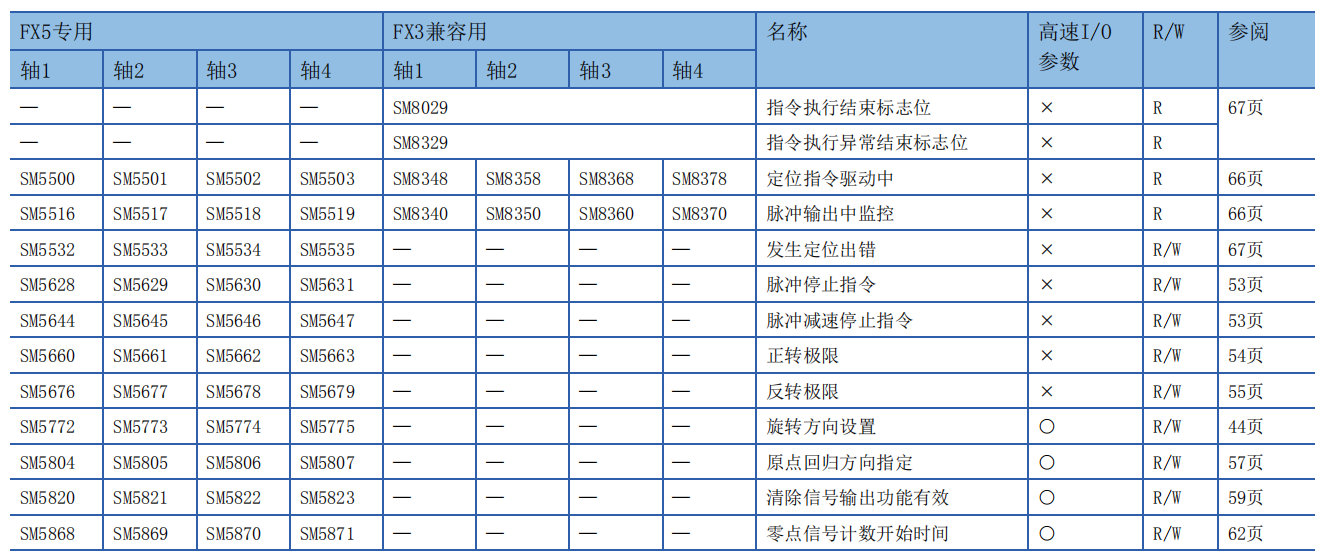 FX5专用 FX3兼容用 名称 高速I/O参数 R/W 参阅
轴1 轴2 轴3 轴4 轴1 轴2 轴3 轴4
— — — — SM8029 指令执行结束标志位 × R 67页
— — — — SM8329 指令执行异常结束标志位 × R
SM5500 SM5501 SM5502 SM5503 SM8348 SM8358 SM8368 SM8378 定位指令驱动中 × R 66页
SM5516 SM5517 SM5518 SM5519 SM8340 SM8350 SM8360 SM8370 脉冲输出中监控 × R 66页
SM5532 SM5533 SM5534 SM5535 — — — — 发生定位出错 × R/W 67页
SM5628 SM5629 SM5630 SM5631 — — — — 脉冲停止指令 × R/W 53页
SM5644 SM5645 SM5646 SM5647 — — — — 脉冲减速停止指令 × R/W 53页
SM5660 SM5661 SM5662 SM5663 — — — — 正转极限 × R/W 54页
SM5676 SM5677 SM5678 SM5679 — — — — 反转极限 × R/W 55页
SM5772 SM5773 SM5774 SM5775 — — — — 旋转方向设置 ○ R/W 44页
SM5804 SM5805 SM5806 SM5807 — — — — 原点回归方向指定 ○ R/W 57页
SM5820 SM5821 SM5822 SM5823 — — — — 清除信号输出功能有效 ○ R/W 59页
SM5868 SM5869 SM5870 SM5871 — — — — 零点信号计数开始时间 ○ R/W 62页